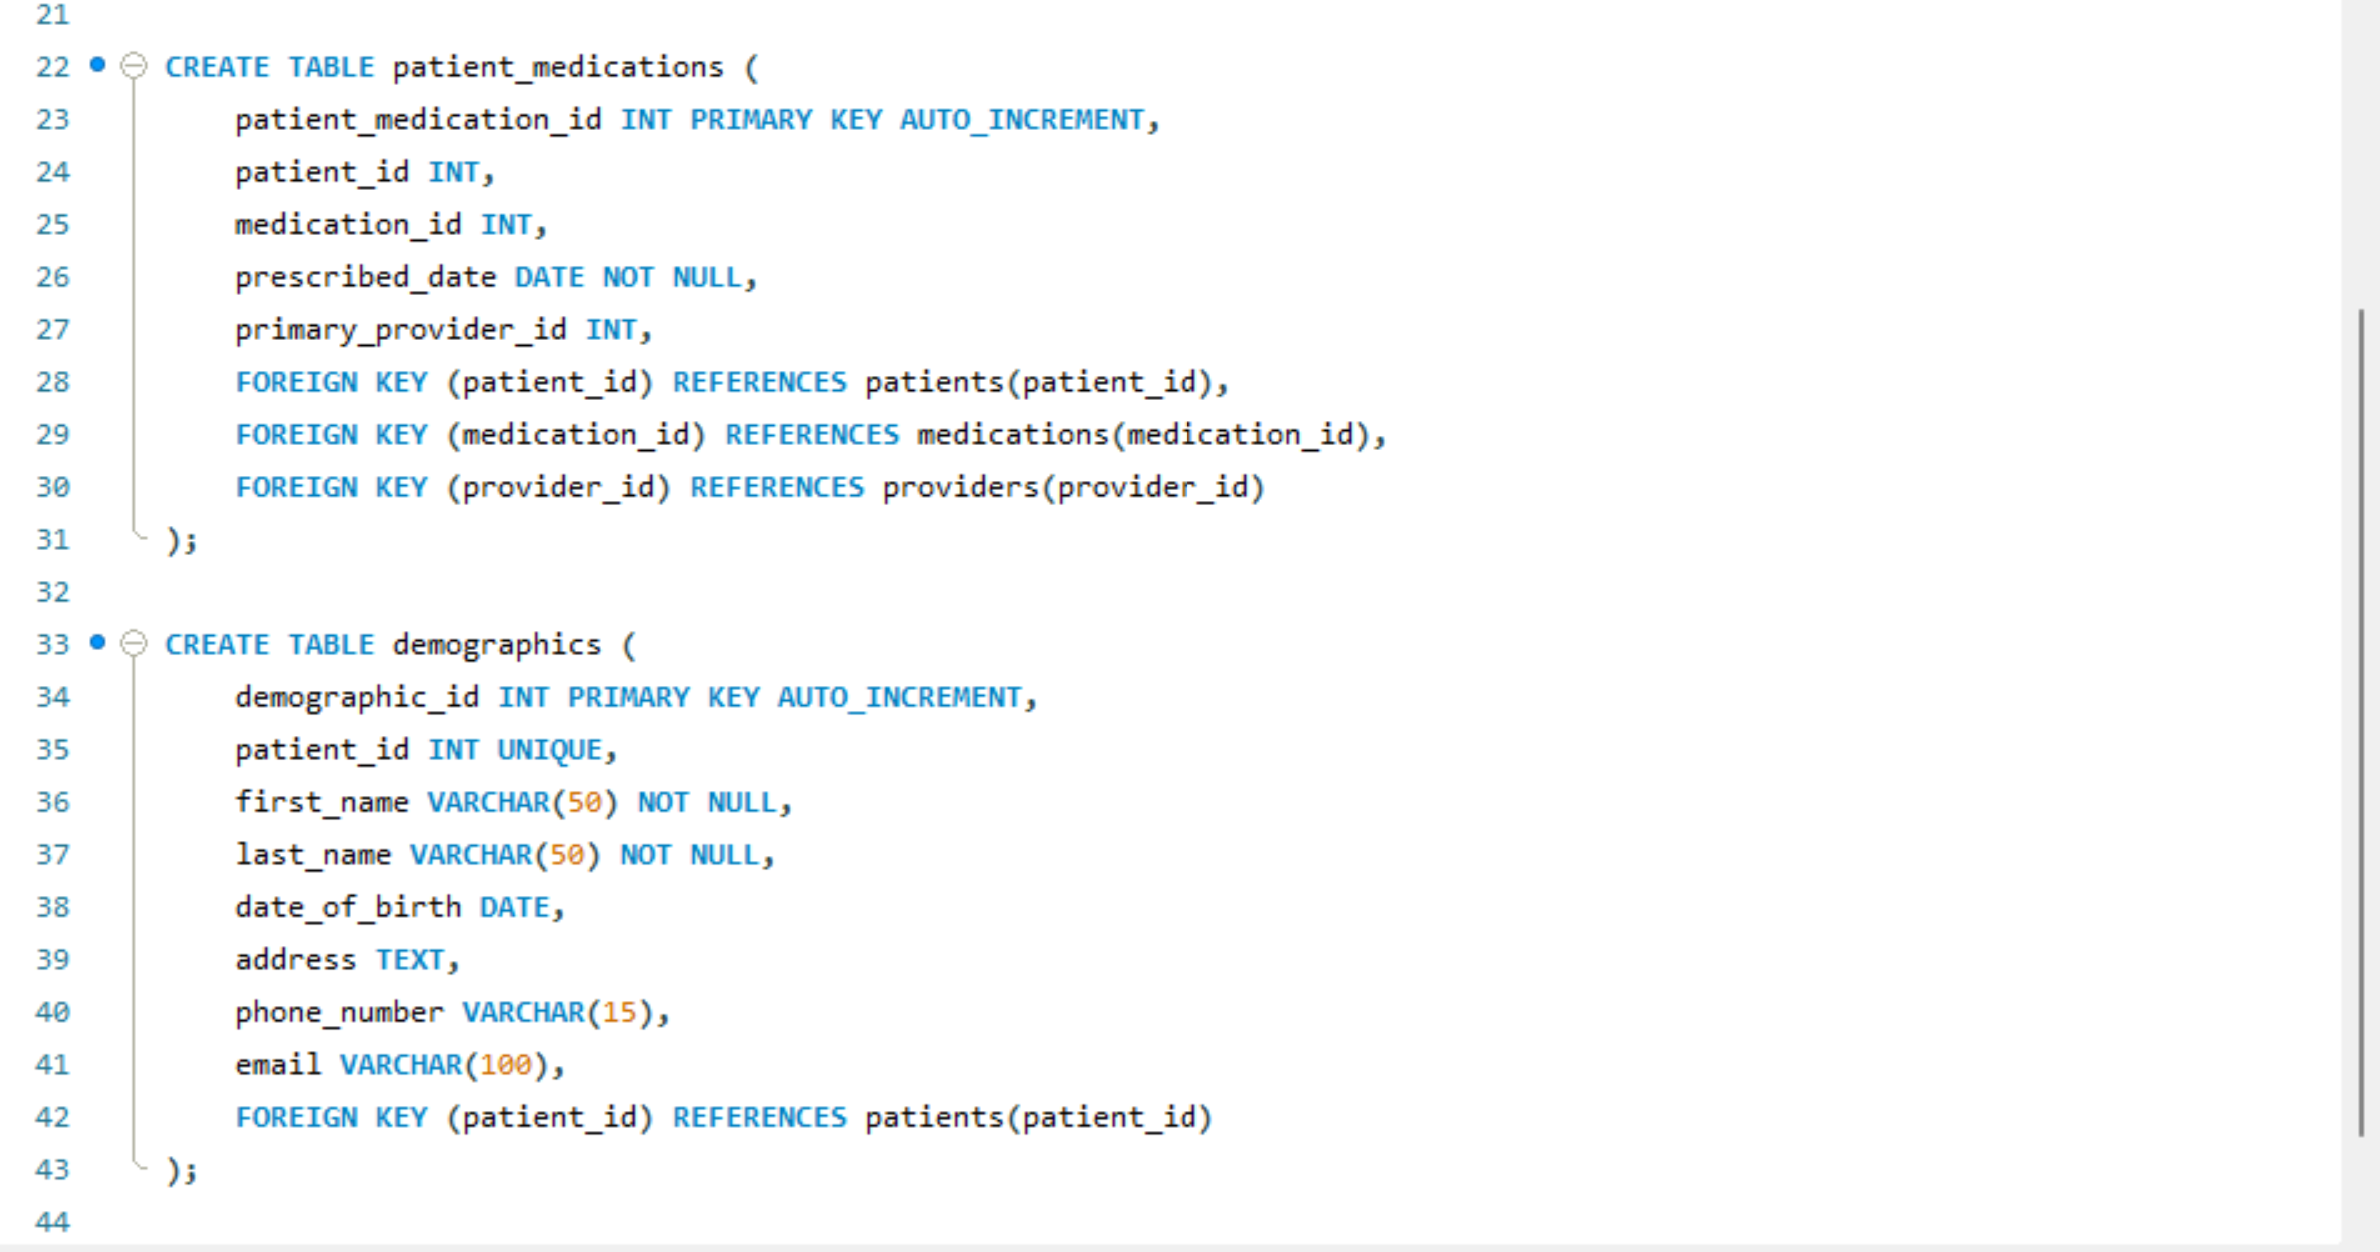 21
22 CREATE TABLE patient_medications (
23 patient_medication_id INT PRIMARY KEY AUTO_INCREMENT,
24 patient_id INT,
25 medication_id INT,
26 prescribed_date DATE NOT NULL,
27 primary_provider_id INT,
28 FOREIGN KEY (patient_id) REFERENCES patients(patient_id),
29 FOREIGN KEY (medication_id) REFERENCES medications(medication_id),
30 FOREIGN KEY (provider_id) REFERENCES providers(provider_id)
31 );
32
33 CREATE TABLE demographics (
34 demographic_id INT PRIMARY KEY AUTO_INCREMENT,
35 patient_id INT UNIQUE,
36 first_name VARCHAR(50) NOT NULL,
37 last_name VARCHAR(50) NOT NULL,
38 date_of_birth DATE,
39 address TEXT,
40 phone_number VARCHAR(15),
41 email VARCHAR(100),
42 FOREIGN KEY (patient_id) REFERENCES patients(patient_id)
43 );
44